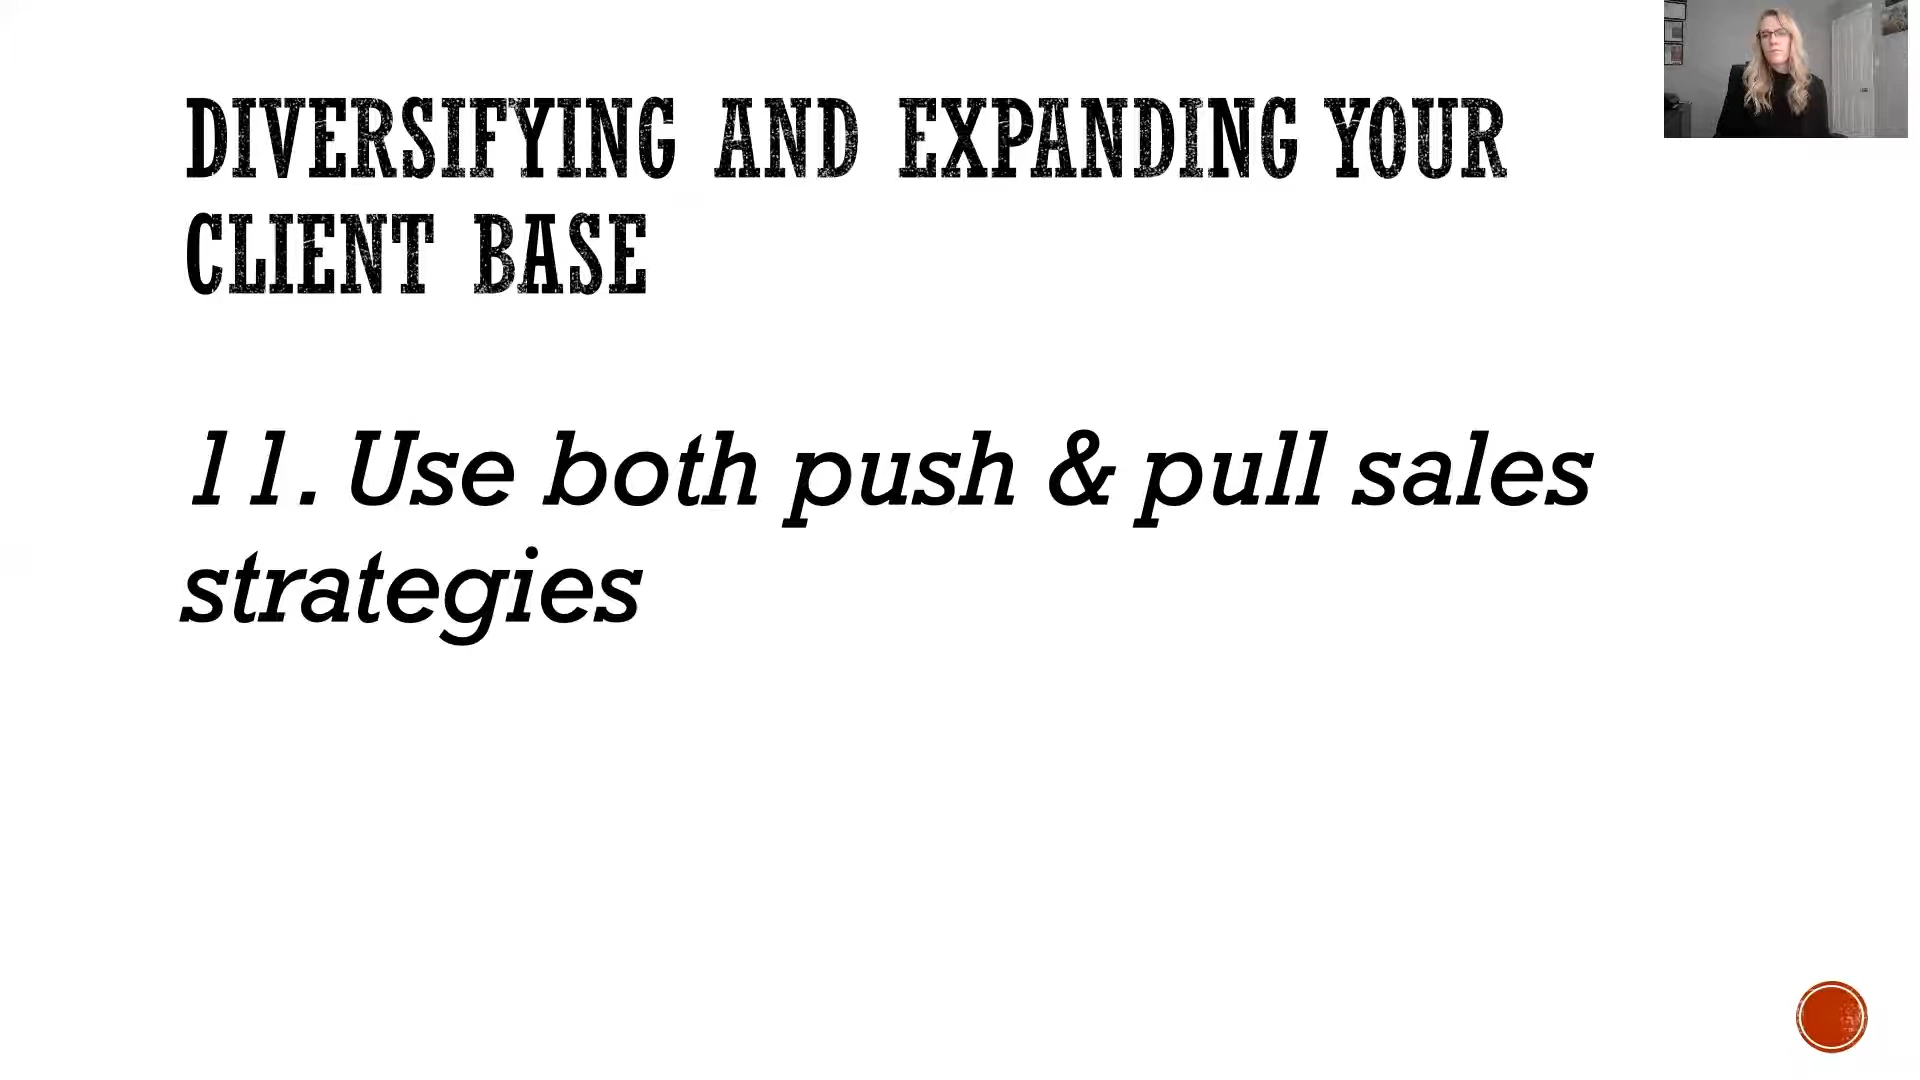 DIVERSIFYING AND EXPANDING YOUR
CLIENT BASE
11. Use both push & pull sales
strategies